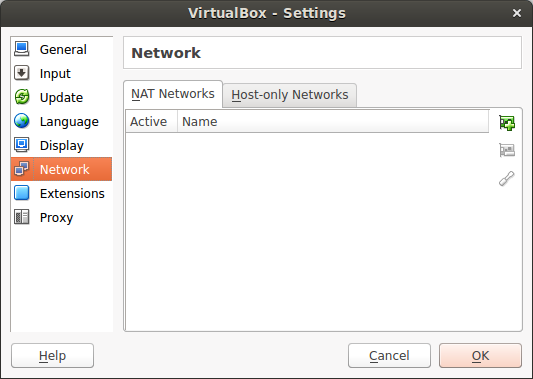 VirtualBox - Settings
General
Input
Update
Language
Display
Network
Extensions
Proxy
Network
NAT Networks
Host-only Networks
Active Name
Help
Cancel
OK